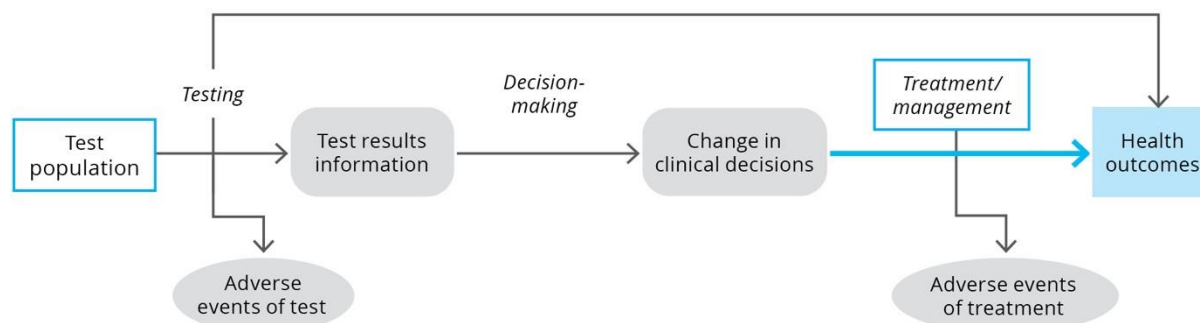 Testing
Decision-
making
Treatment/
management
Test
population
Test results
information
Change in
clinical decisions
Health
outcomes
Adverse
events of test
Adverse events
of treatment